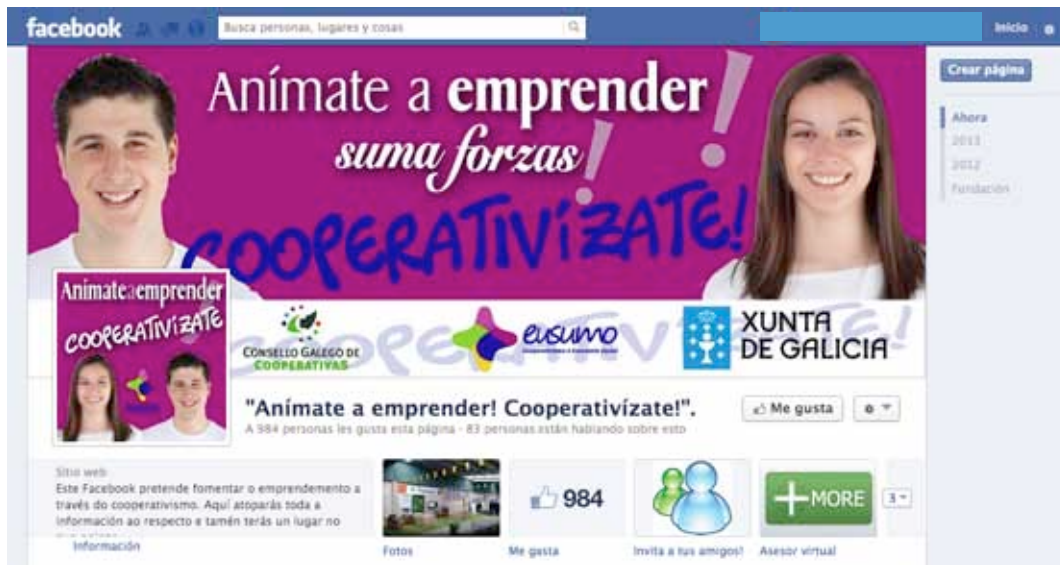 facebook
Busca personas, lugares y cosas
Inicio
Crear página
Ahora
2013
2012
Fundación
Anímate a emprender!
suma forzas!
COOPERATIVÍZATE!
Animate a emprender
COOPERATIVÍZATE
CONSELLO GALEGO DE
COOPERATIVAS
eusumo
XUNTA
DE GALICIA
"Anímate a emprender! Cooperativízate!".
Me gusta
A 984 personas les gusta esta página · 83 personas están hablando sobre esto
Sitio web
Este Facebook pretende fomentar o emprendemento a
través do cooperativismo. Aquí atoparás toda a
información ao respecto e tamén terás un lugar no
Información
984
+MORE
3
Fotos
Me gusta
Invita a tus amigos!
Asesor virtual